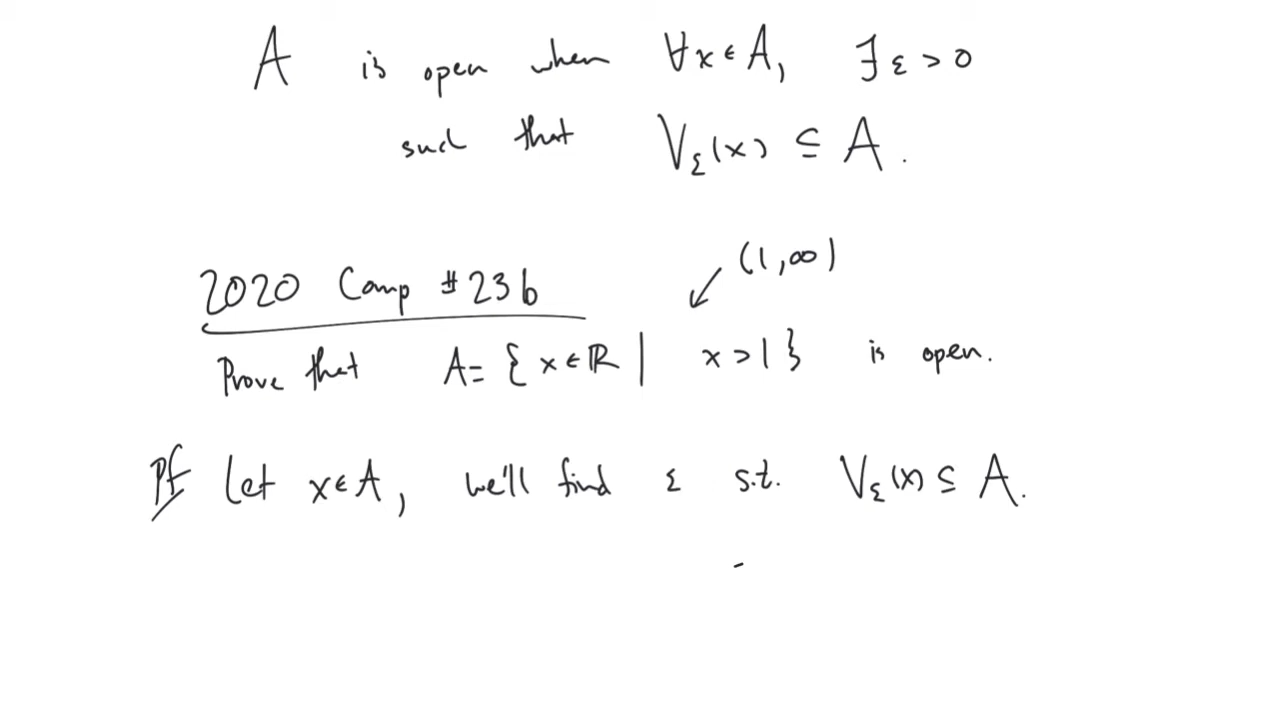 A is open when ∀x∈A, ∃ε>0
such that V_ε(x) ⊆ A.
(1,∞)
2020 Comp #23b
Prove that A = {x∈ℝ | x>1} is open.
Pf Let x∈A, we'll find ε s.t. V_ε(x) ⊆ A.